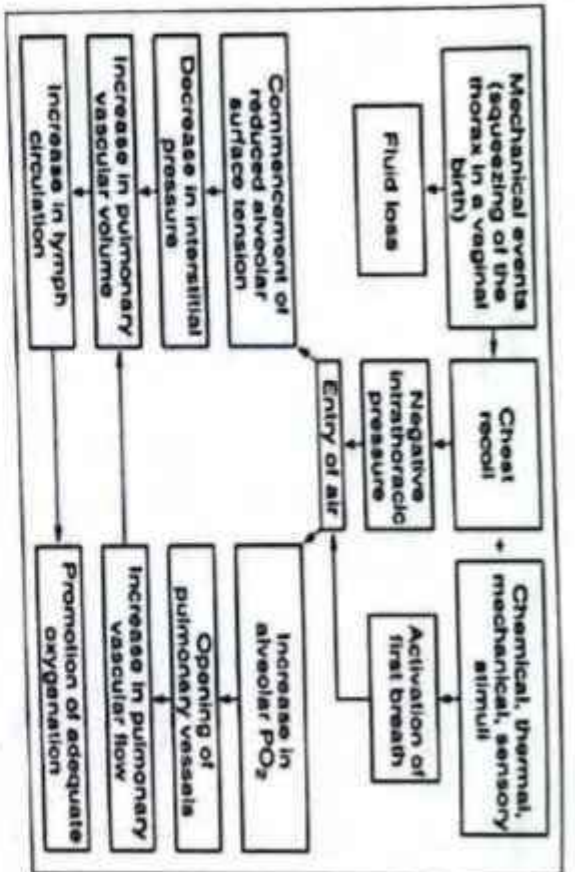 Mechanical events
(squeezing of the
thorax in a vaginal
birth)
Fluid loss
Chest
recoil
+
Chemical, thermal,
mechanical, sensory
stimuli
Negative
intrathoracic
pressure
Activation of
first breath
Entry of air
Commencement of
reduced alveolar
surface tension
Increase in
alveolar PO₂
Decrease in interstitial
pressure
Opening of
pulmonary vessels
Increase in pulmonary
vascular volume
Increase in pulmonary
vascular flow
Increase in lymph
circulation
Promotion of adequate
oxygenation